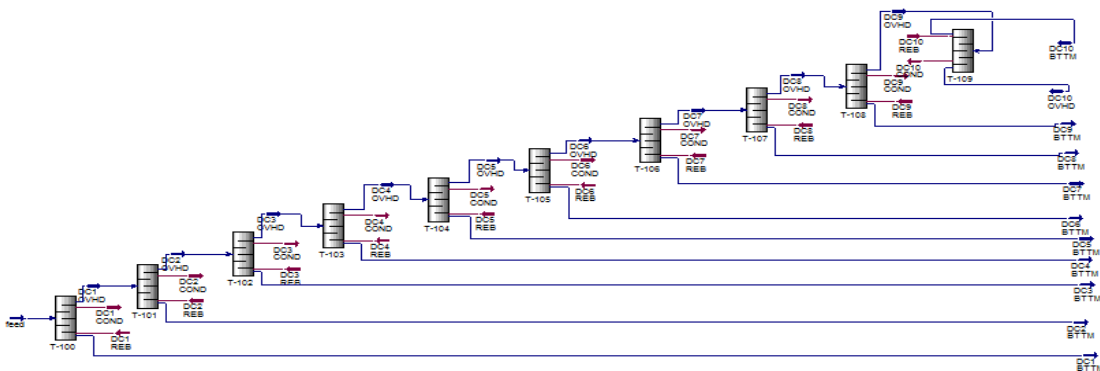 DC9
OVHD
DC10
REB
DC10
BTTM
DC10
COND
T-109
DC8
OVHD
DC9
COND
DC10
OVHD
DC9
REB
T-108
DC7
OVHD
DC8
COND
DC9
BTTM
DC8
REB
T-107
DC6
OVHD
DC7
COND
DC8
BTTM
DC7
REB
T-106
DC5
OVHD
DC6
COND
DC7
BTTM
DC6
REB
T-105
DC4
OVHD
DC5
COND
DC6
BTTM
DC5
REB
T-104
DC3
OVHD
DC4
COND
DC5
BTTM
DC4
REB
T-103
DC2
OVHD
DC3
COND
DC4
BTTM
DC3
REB
T-102
DC1
OVHD
DC2
COND
DC3
BTTM
DC2
REB
T-101
feed
DC1
COND
DC2
BTTM
DC1
REB
T-100
DC1
BTTM